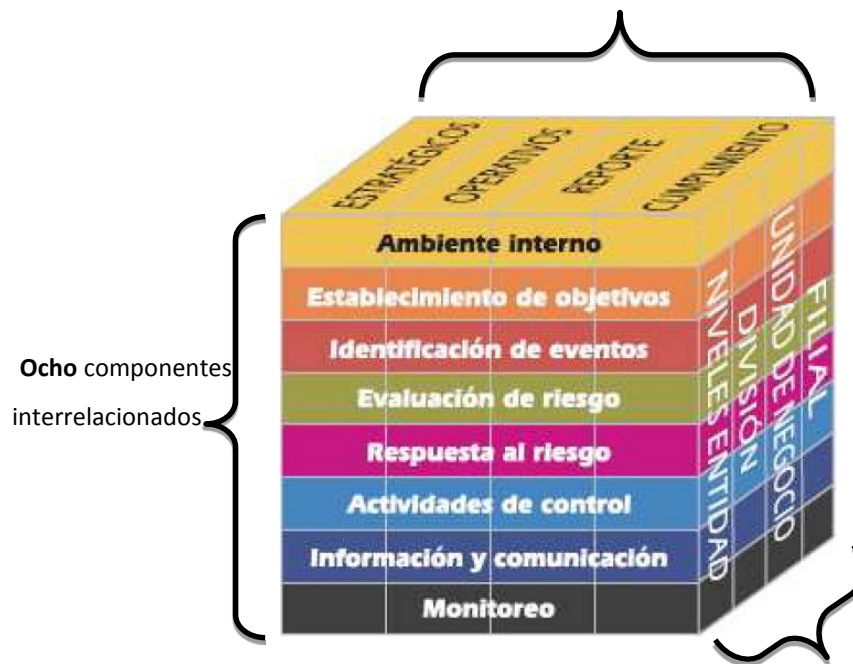 ESTRATÉGICOS
OPERATIVOS
REPORTE
CUMPLIMIENTO
Ambiente interno
Establecimiento de objetivos
Identificación de eventos
Evaluación de riesgo
Respuesta al riesgo
Actividades de control
Información y comunicación
Monitoreo
NIVELES ENTIDAD
DIVISIÓN
UNIDAD DE NEGOCIO
FILIAL
Ocho componentes
interrelacionados